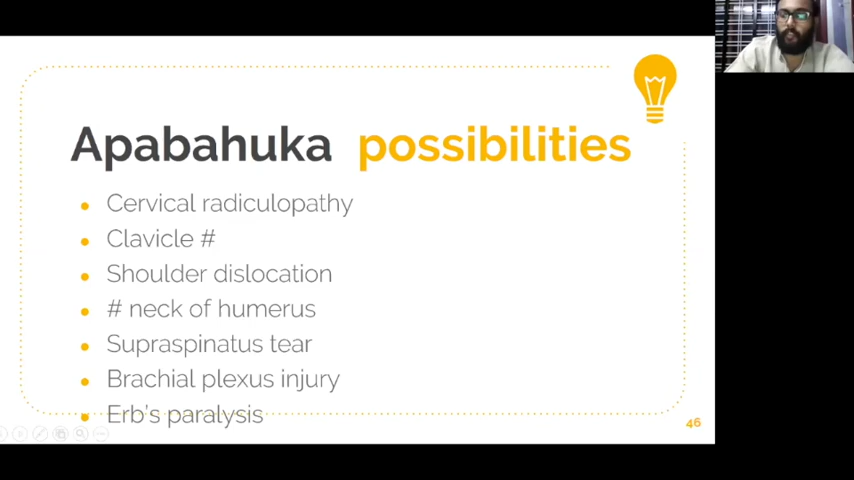 Apabahuka possibilities
Cervical radiculopathy
Clavicle #
Shoulder dislocation
# neck of humerus
Supraspinatus tear
Brachial plexus injury
Erb's paralysis
46